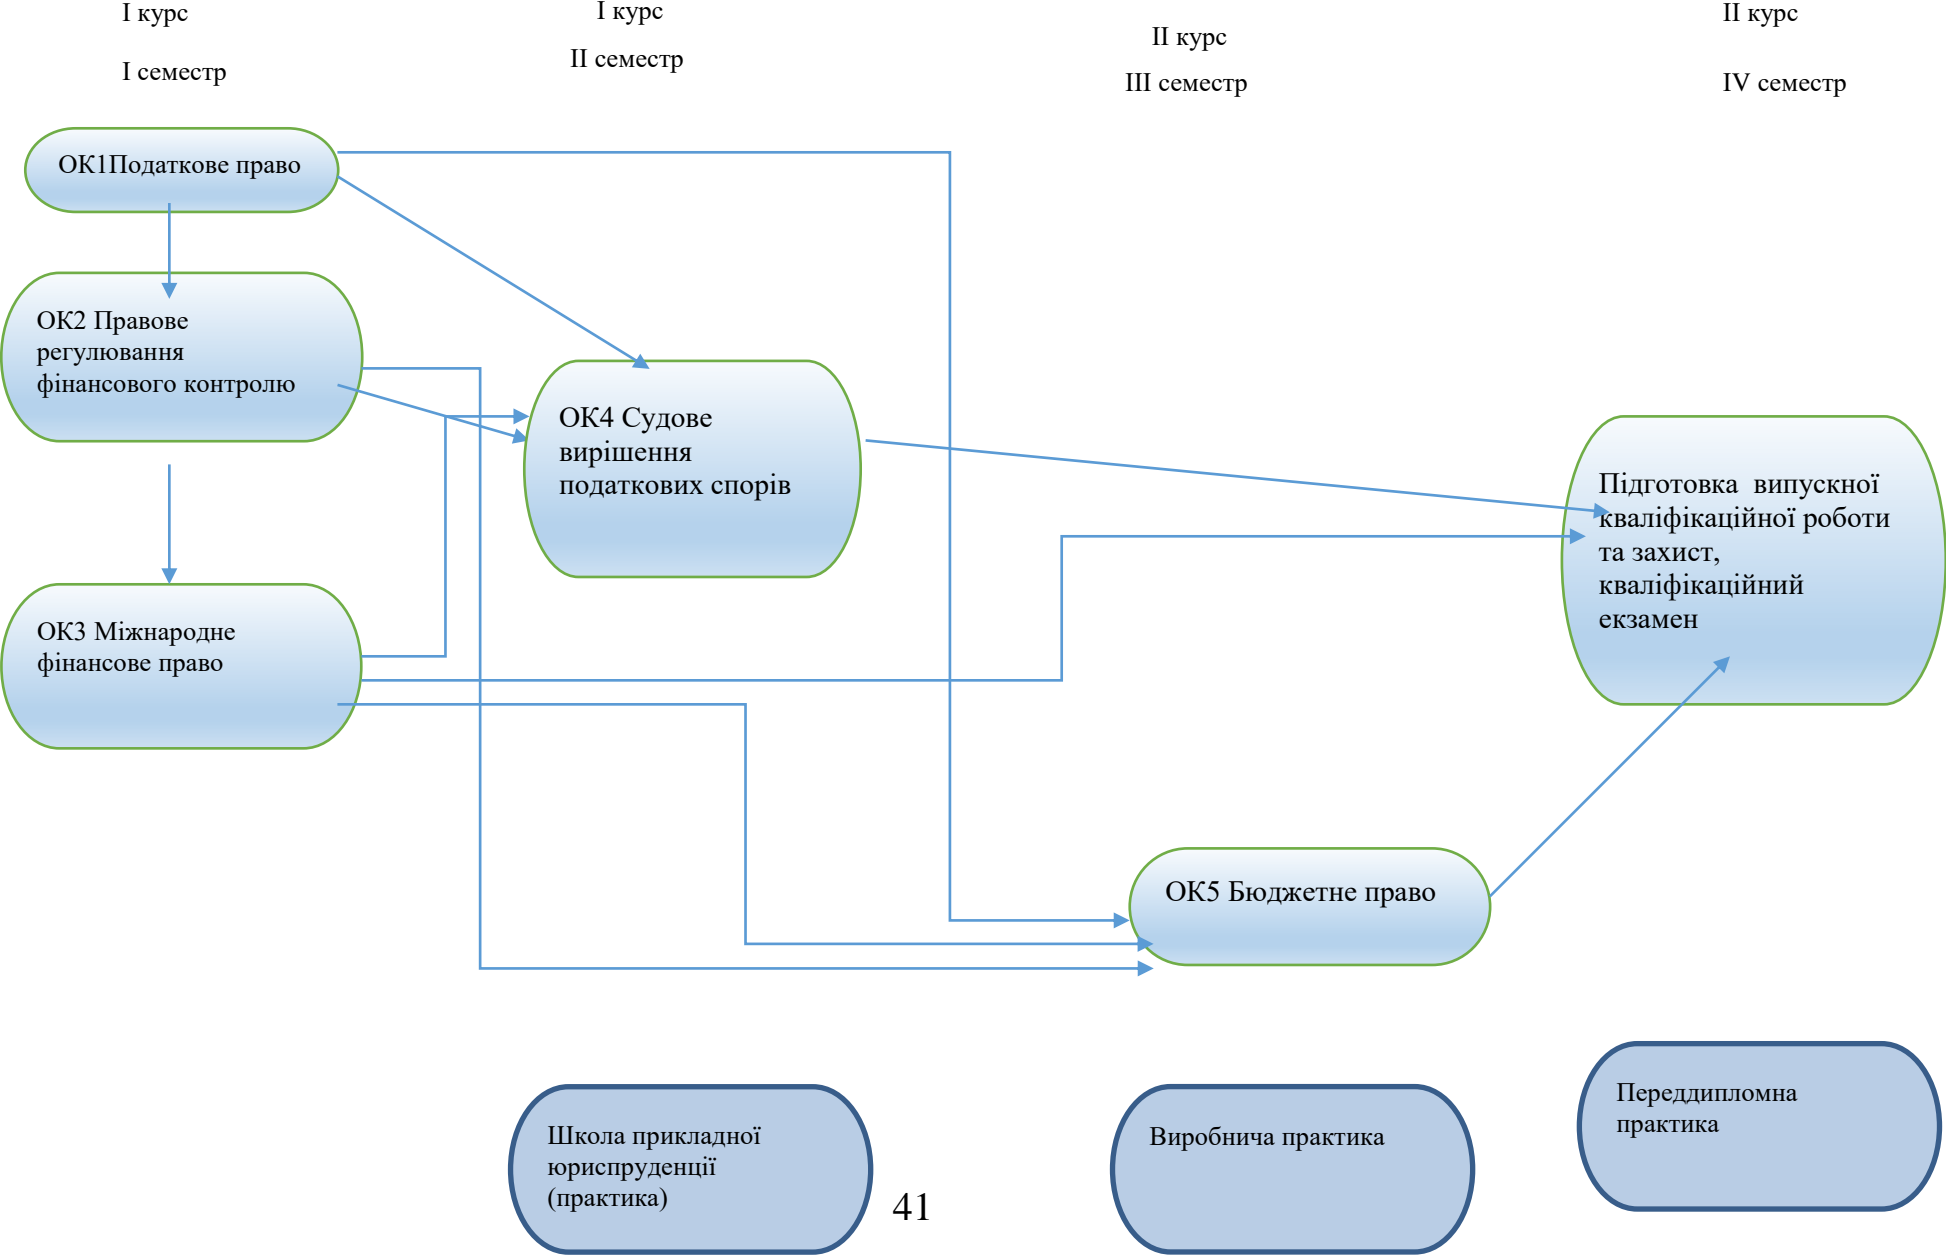 І курс
І семестр
І курс
ІІ семестр
ІІ курс
ІІІ семестр
ІІ курс
IV семестр
ОК1Податкове право
ОК2 Правове
регулювання
фінансового контролю
ОК3 Міжнародне
фінансове право
ОК4 Судове
вирішення
податкових спорів
Підготовка  випускної
кваліфікаційної роботи
та захист,
кваліфікаційний
екзамен
ОК5 Бюджетне право
Школа прикладної
юриспруденції
(практика)
41
Виробнича практика
Переддипломна
практика